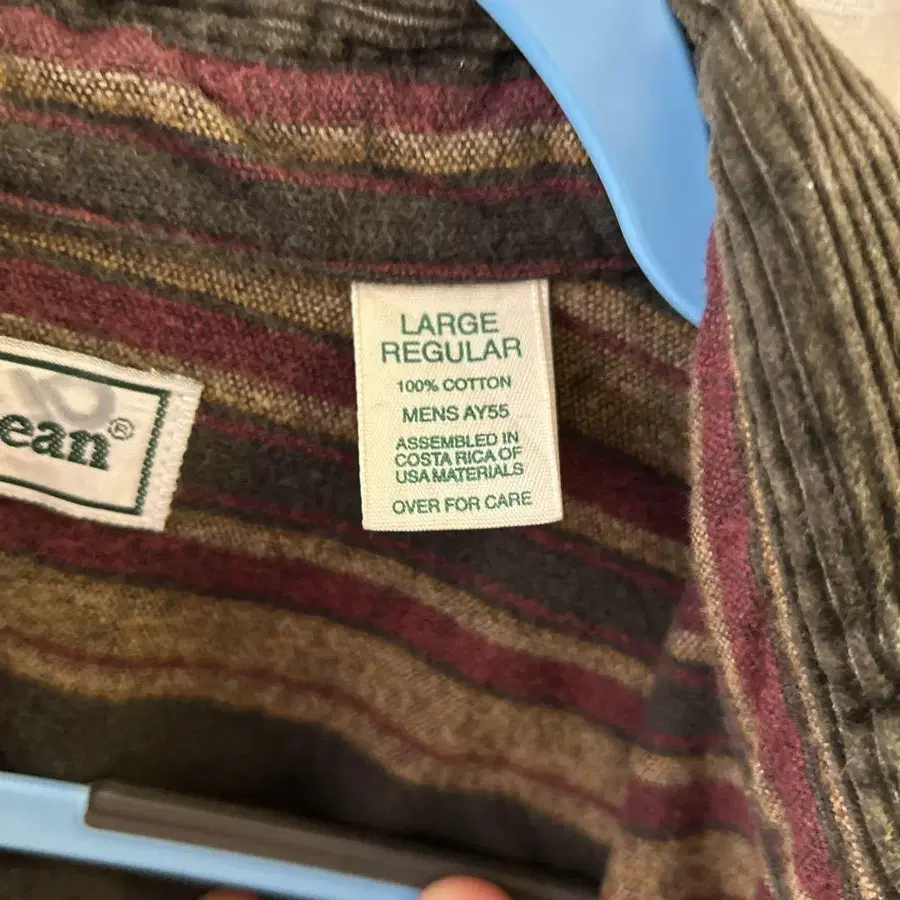 ean®
LARGE
REGULAR
100% COTTON
MENS AY55
ASSEMBLED IN
COSTA RICA OF
USA MATERIALS
OVER FOR CARE